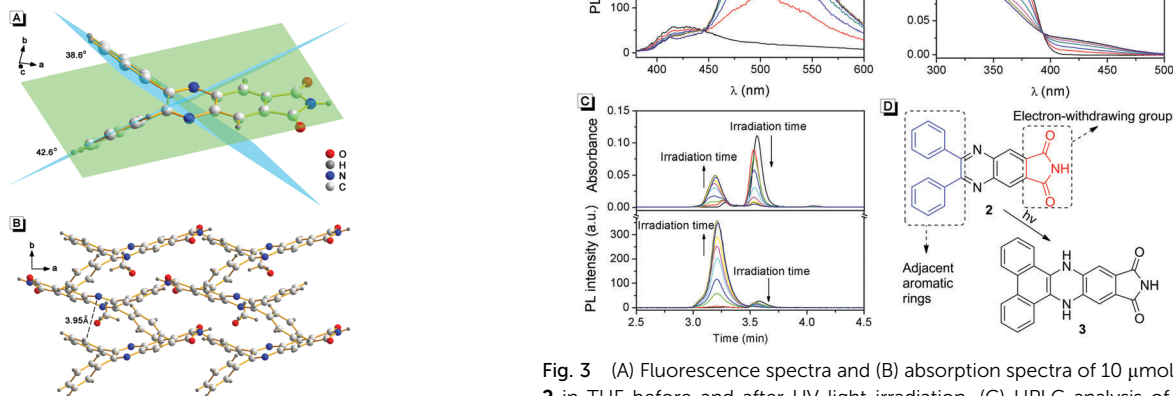 A
b
a
c
38.6°
42.6°
O
H
N
C
B
b
a
3.95Å
PL
100
0
400
450
500
550
600
λ (nm)
0.05
0.00
300
350
400
450
500
λ (nm)
C
Absorbance
0.15
0.10
0.05
0.00
Irradiation time
Irradiation time
PL intensity (a.u.)
300
200
100
0
Irradiation time
Irradiation time
2.5
3.0
3.5
4.0
4.5
Time (min)
D
Electron-withdrawing group
N
N
O
NH
O
2
hv
Adjacent
aromatic
rings
H
N
N
H
O
NH
O
3
Fig. 3 (A) Fluorescence spectra and (B) absorption spectra of 10 μmol
2 in THF before and after UV light irradiation. (C) HPLC analysis of